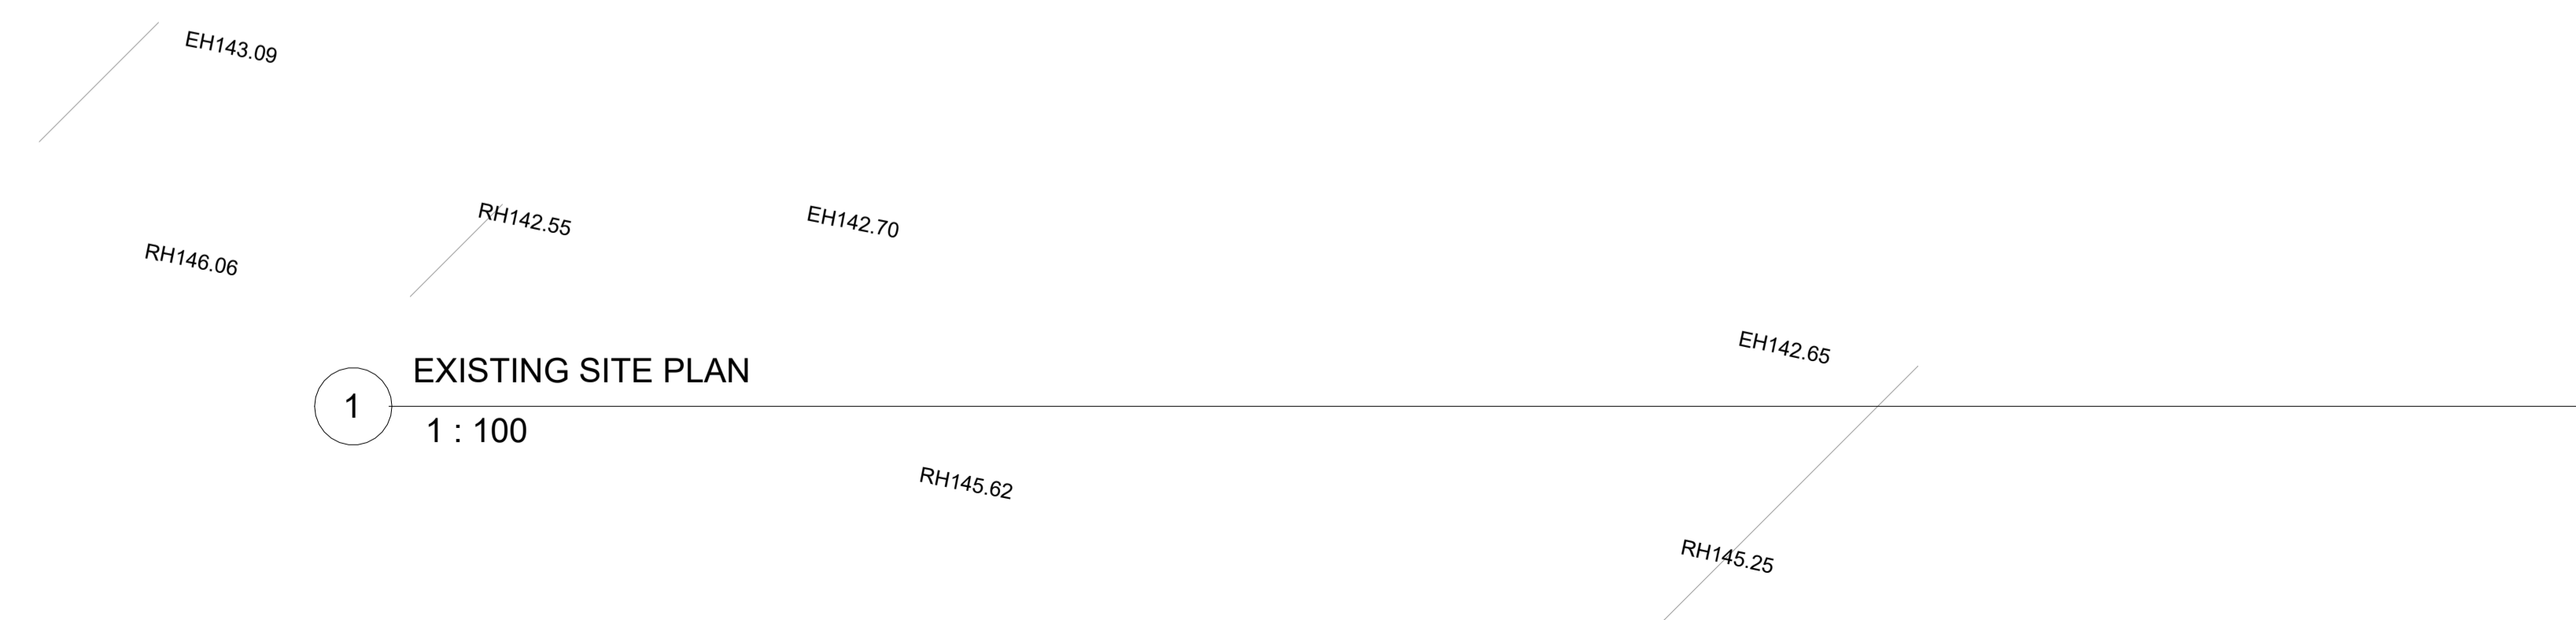 EH143.09
RH142.55
EH142.70
RH146.06
EH142.65
EXISTING SITE PLAN
1
1 : 100
RH145.62
RH145.25